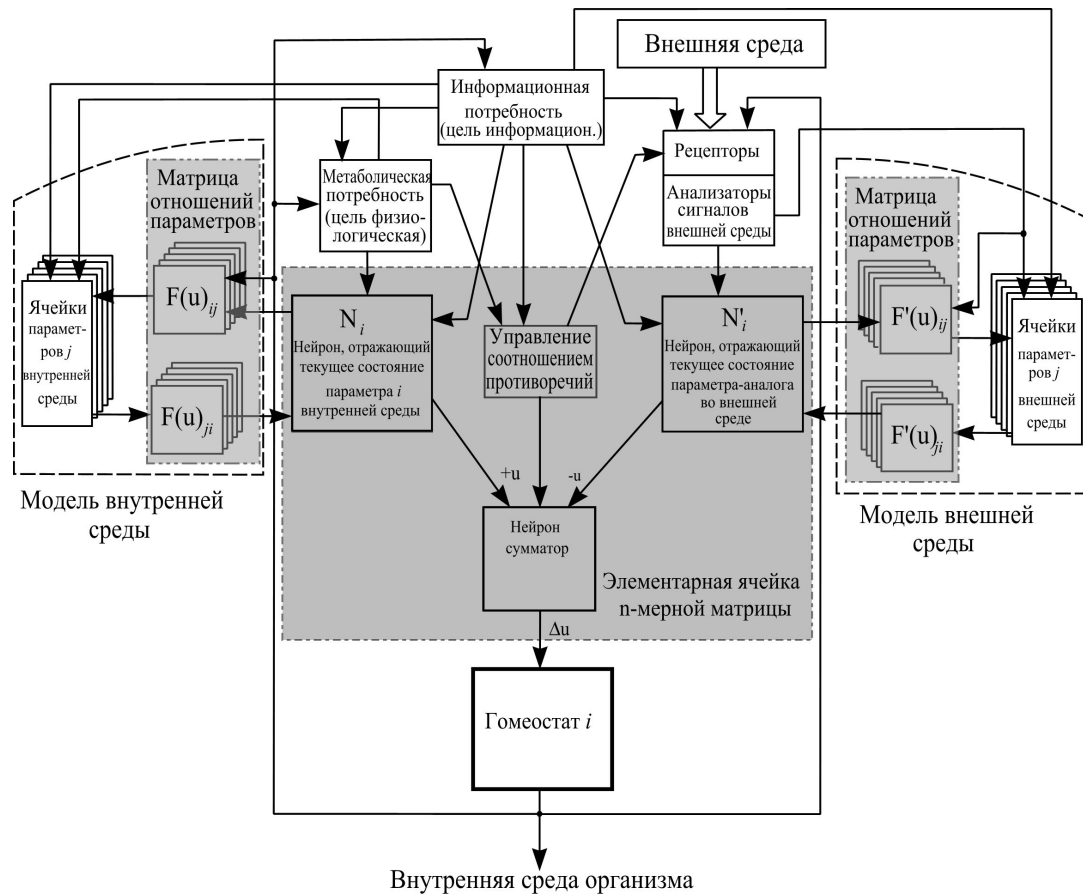 Внешняя среда
Информационная
потребность
(цель информацион.)
Рецепторы
Анализаторы
сигналов
внешней среды
Метаболическая
потребность
(цель физио-
логическая)
Матрица
отношений
параметров
F(u)ij
F(u)ji
Ячейки
парамет-
ров j
внутренней
среды
Модель внутренней
среды
Ni
Нейрон, отражающий
текущее состояние
параметра i
внутренней среды
Управление
соотношением
противоречий
N'i
Нейрон, отражающий
текущее состояние
параметра-аналога
во внешней
среде
Матрица
отношений
параметров
F'(u)ij
F'(u)ji
Ячейки
парамет-
ров j
внешней
среды
Модель внешней
среды
+u
-u
Нейрон
сумматор
Элементарная ячейка
n-мерной матрицы
Δu
Гомеостат i
Внутренняя среда организма